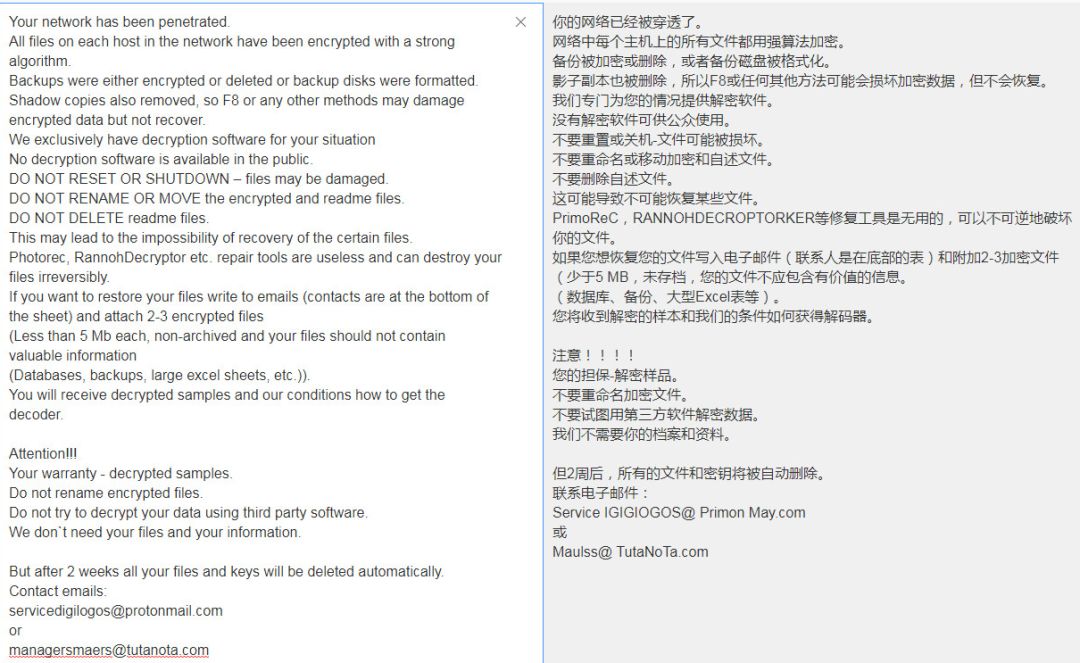 Your network has been penetrated.
All files on each host in the network have been encrypted with a strong
algorithm.
Backups were either encrypted or deleted or backup disks were formatted.
Shadow copies also removed, so F8 or any other methods may damage
encrypted data but not recover.
We exclusively have decryption software for your situation
No decryption software is available in the public.
DO NOT RESET OR SHUTDOWN – files may be damaged.
DO NOT RENAME OR MOVE the encrypted and readme files.
DO NOT DELETE readme files.
This may lead to the impossibility of recovery of the certain files.
Photorec, RannohDecryptor etc. repair tools are useless and can destroy your
files irreversibly.
If you want to restore your files write to emails (contacts are at the bottom of
the sheet) and attach 2-3 encrypted files
(Less than 5 Mb each, non-archived and your files should not contain
valuable information
(Databases, backups, large excel sheets, etc.)).
You will receive decrypted samples and our conditions how to get the
decoder.
Attention!!!
Your warranty - decrypted samples.
Do not rename encrypted files.
Do not try to decrypt your data using third party software.
We don`t need your files and your information.
But after 2 weeks all your files and keys will be deleted automatically.
Contact emails:
servicedigilogos@protonmail.com
or
managersmaers@tutanota.com
你的网络已经被穿透了。
网络中每个主机上的所有文件都用强算法加密。
备份被加密或删除，或者备份磁盘被格式化。
影子副本也被删除，所以F8或任何其他方法可能会损坏加密数据，但不会恢复。
我们专门为您的情况提供解密软件。
没有解密软件可供公众使用。
不要重置或关机-文件可能被损坏。
不要重命名或移动加密和自述文件。
不要删除自述文件。
这可能导致不可能恢复某些文件。
PrimoReC，RANNOHDECROPTORKER等修复工具是无用的，可以不可逆地破坏
你的文件。
如果您想恢复您的文件写入电子邮件（联系人是在底部的表）和附加2-3加密文件
（少于5 MB，未存档，您的文件不应包含有价值的信息。
（数据库、备份、大型Excel表等）。
您将收到解密的样本和我们的条件如何获得解码器。
注意！！！！
您的担保-解密样品。
不要重命名加密文件。
不要试图用第三方软件解密数据。
我们不需要你的档案和资料。
但2周后，所有的文件和密钥将被自动删除。
联系电子邮件：
Service IGIGIOGOS@ Primon May.com
或
Maulss@ TutaNoTa.com